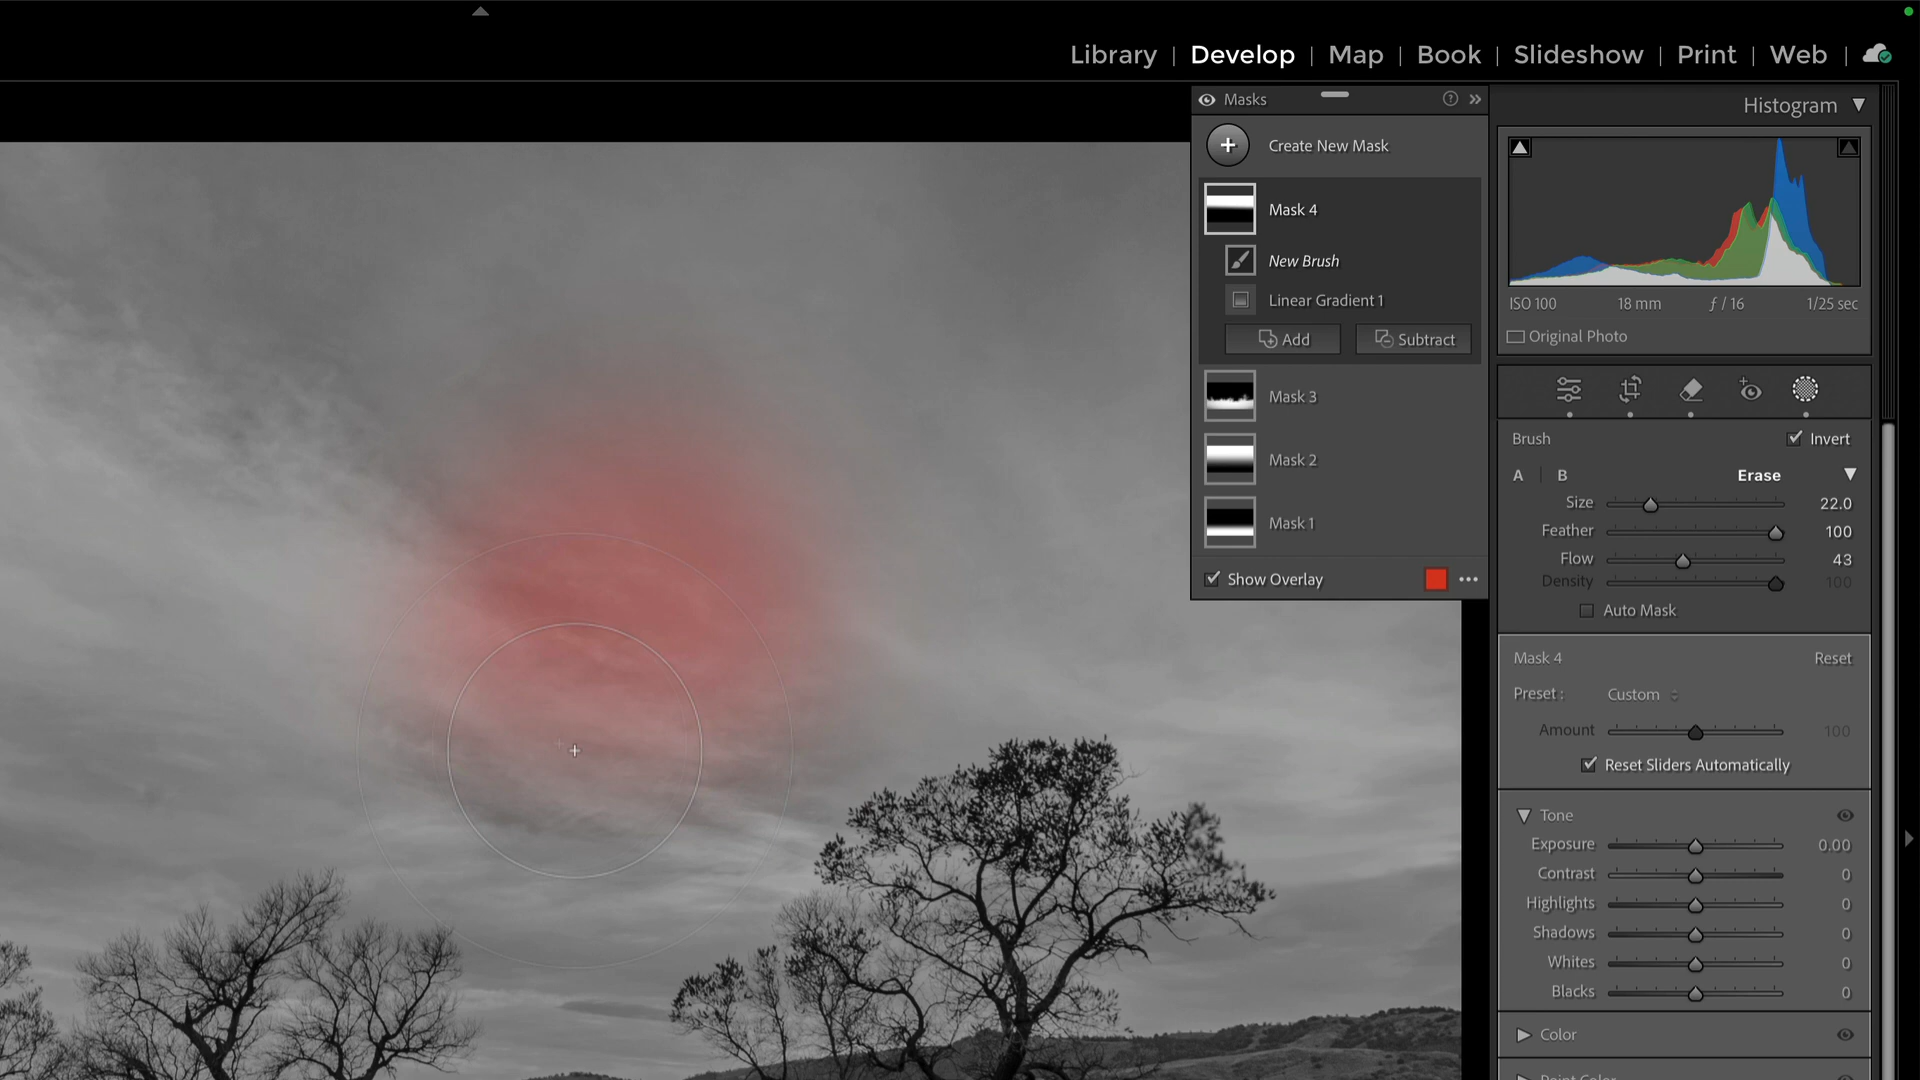 Library | Develop | Map | Book | Slideshow | Print | Web |
Masks
Create New Mask
Mask 4
New Brush
Linear Gradient 1
Add
Subtract
Mask 3
Mask 2
Mask 1
Show Overlay
Histogram
ISO 100
18 mm
ƒ / 16
1/25 sec
Original Photo
Brush
Invert
A | B
Erase
Size 22.0
Feather 100
Flow 43
Density 100
Auto Mask
Mask 4 Reset
Preset : Custom
Amount 100
Reset Sliders Automatically
Tone
Exposure 0.00
Contrast 0
Highlights 0
Shadows 0
Whites 0
Blacks 0
Color
Point Color